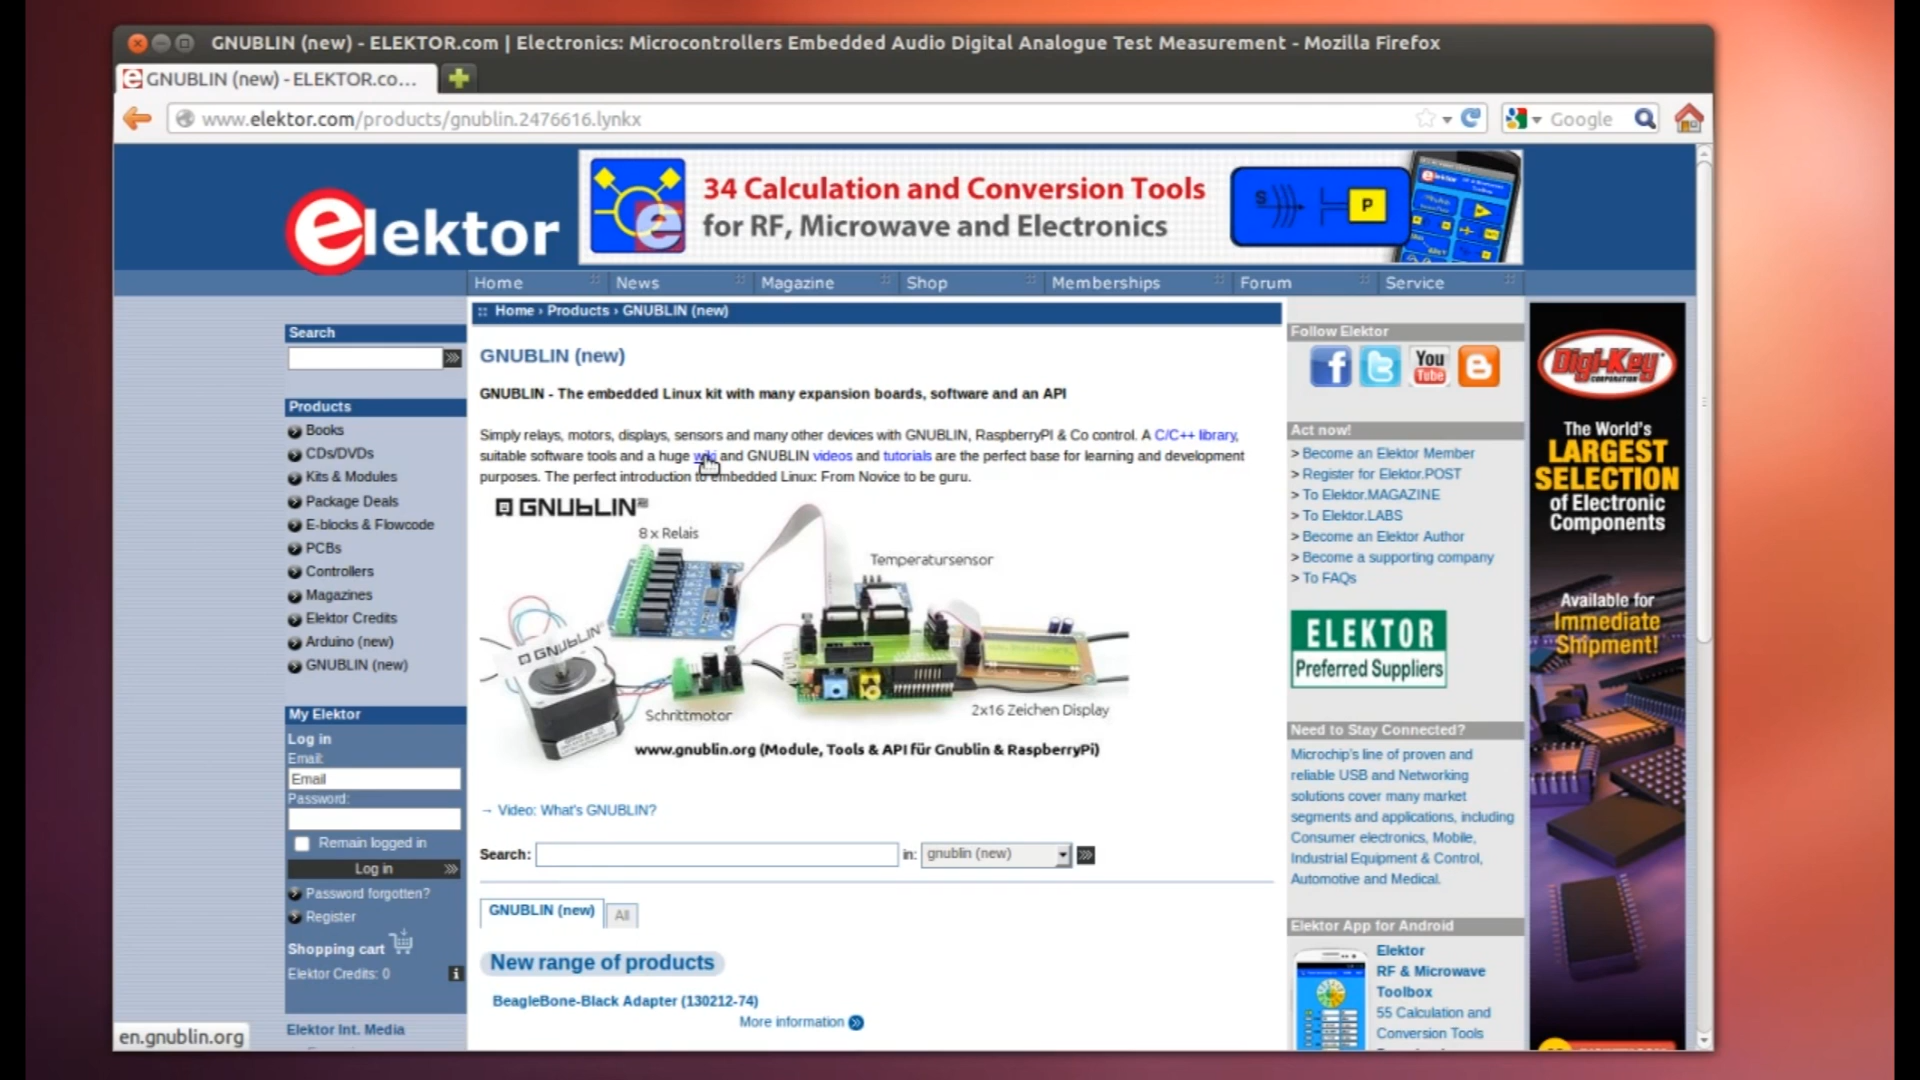 GNUBLIN (new) - ELEKTOR.com | Electronics: Microcontrollers Embedded Audio Digital Analogue Test Measurement - Mozilla Firefox
GNUBLIN (new) - ELEKTOR.co...
www.elektor.com/products/gnublin.2476616.lynkx
Google
elektor
34 Calculation and Conversion Tools
for RF, Microwave and Electronics
S
P
Home
News
Magazine
Shop
Memberships
Forum
Service
Home › Products › GNUBLIN (new)
Search
Products
Books
CDs/DVDs
Kits & Modules
Package Deals
E-blocks & Flowcode
PCBs
Controllers
Magazines
Elektor Credits
Arduino (new)
GNUBLIN (new)
My Elektor
Log in
Email:
Email
Password:
Remain logged in
Log in
Password forgotten?
Register
Shopping cart
Elektor Credits: 0
Elektor Int. Media
en.gnublin.org
GNUBLIN (new)
GNUBLIN - The embedded Linux kit with many expansion boards, software and an API
Simply relays, motors, displays, sensors and many other devices with GNUBLIN, RaspberryPI & Co control. A C/C++ library,
suitable software tools and a huge wiki and GNUBLIN videos and tutorials are the perfect base for learning and development
purposes. The perfect introduction to embedded Linux: From Novice to be guru.
GNUBLIN
8 x Relais
Temperatursensor
GNUBLIN
Schrittmotor
2x16 Zeichen Display
www.gnublin.org (Module, Tools & API für Gnublin & RaspberryPi)
→ Video: What's GNUBLIN?
Search:
in:
gnublin (new)
GNUBLIN (new)
All
New range of products
BeagleBone-Black Adapter (130212-74)
More information
Follow Elektor
You
Tube
Act now!
> Become an Elektor Member
> Register for Elektor.POST
> To Elektor.MAGAZINE
> To Elektor.LABS
> Become an Elektor Author
> Become a supporting company
> To FAQs
ELEKTOR
Preferred Suppliers
Need to Stay Connected?
Microchip's line of proven and
reliable USB and Networking
solutions cover many market
segments and applications, including
Consumer electronics, Mobile,
Industrial Equipment & Control,
Automotive and Medical.
Elektor App for Android
Elektor
RF & Microwave
Toolbox
55 Calculation and
Conversion Tools
Digi-Key
CORPORATION
The World's
LARGEST
SELECTION
of Electronic
Components
Available for
Immediate
Shipment!